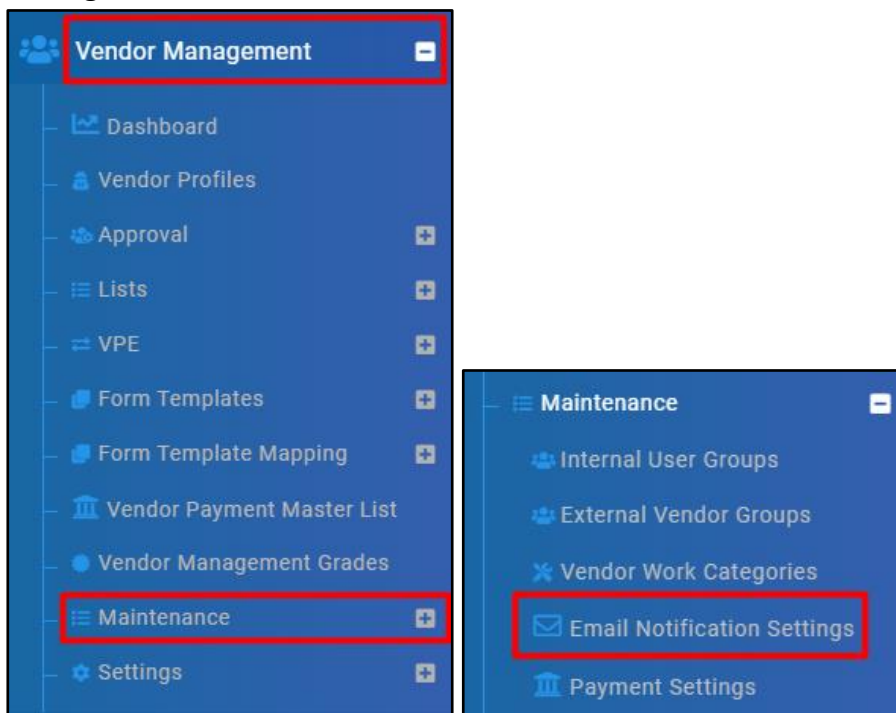 Vendor Management
Dashboard
Vendor Profiles
Approval
Lists
VPE
Form Templates
Form Template Mapping
Vendor Payment Master List
Vendor Management Grades
Maintenance
Settings
Maintenance
Internal User Groups
External Vendor Groups
Vendor Work Categories
Email Notification Settings
Payment Settings